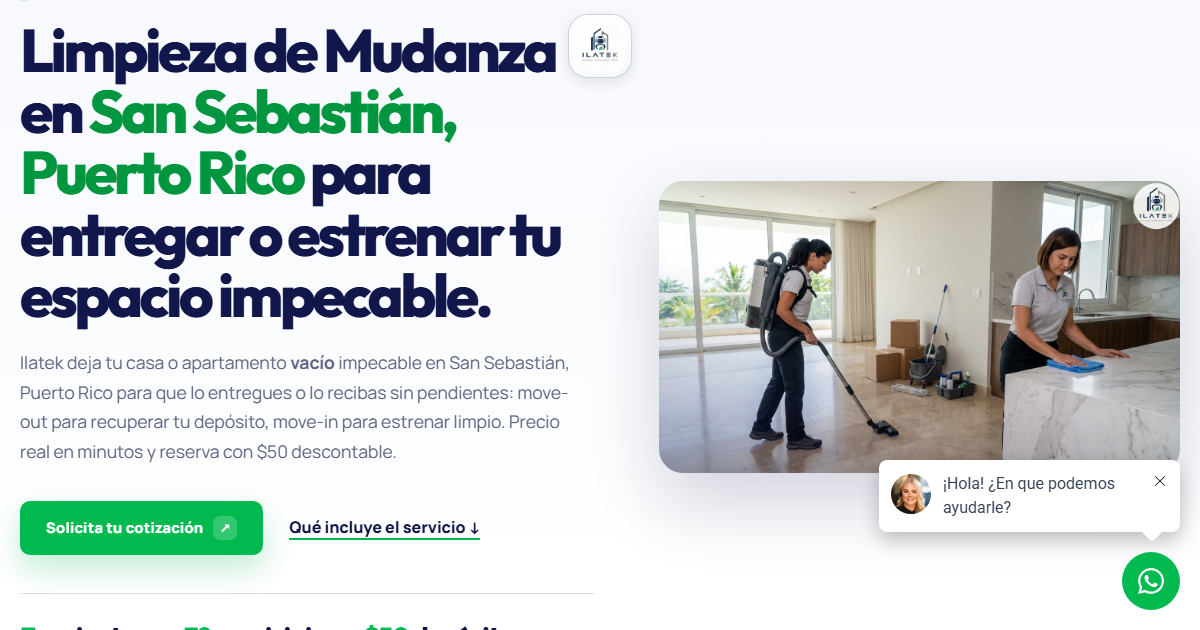 Limpieza de Mudanza
ILATEK
en San Sebastián,
Puerto Rico para
entregar o estrenar tu
espacio impecable.
ILATEK
Ilatek deja tu casa o apartamento vacío impecable en San Sebastián,
Puerto Rico para que lo entregues o lo recibas sin pendientes: move-
out para recuperar tu depósito, move-in para estrenar limpio. Precio
real en minutos y reserva con $50 descontable.
Solicita tu cotización ↗
Qué incluye el servicio ↓
¡Hola! ¿En que podemos
ayudarle?